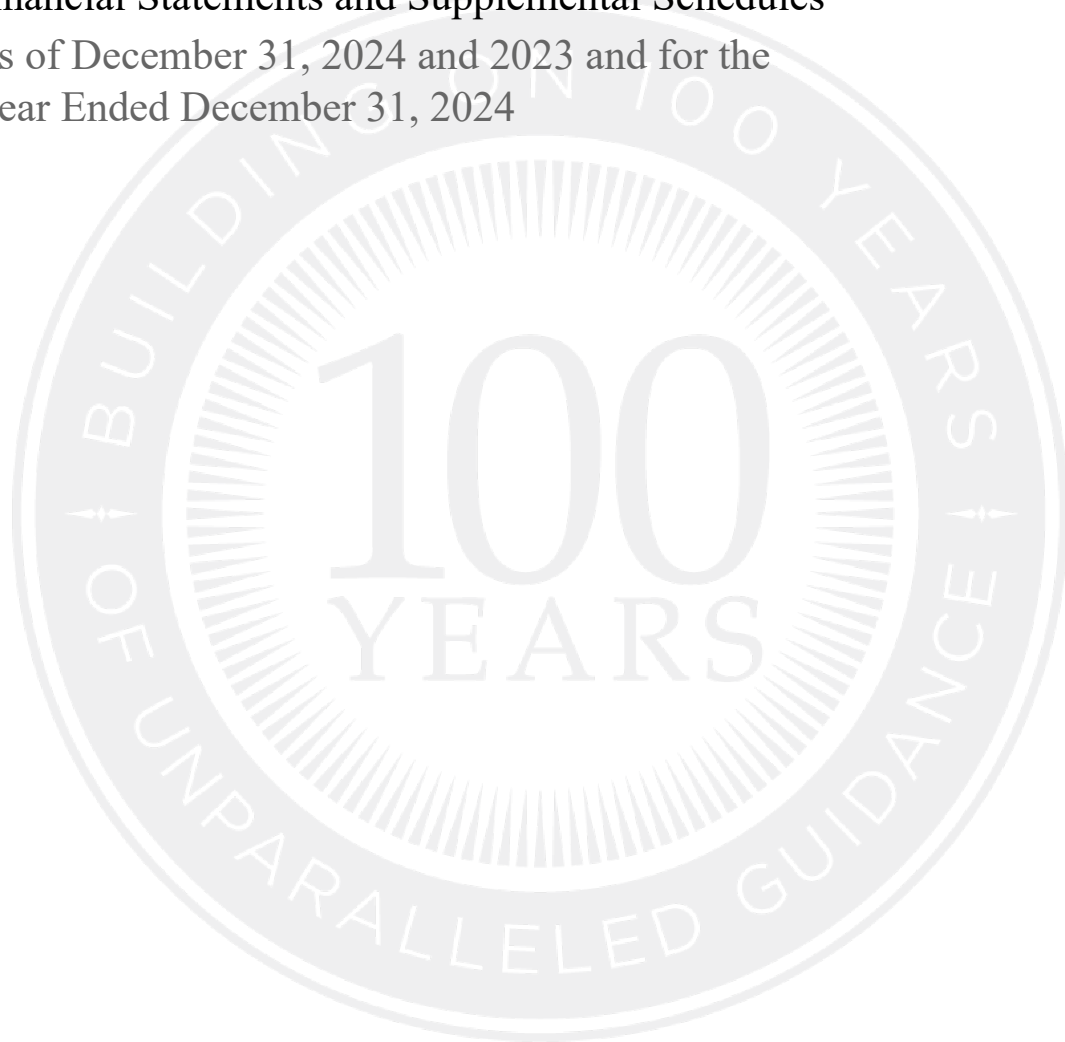 Financial Statements and Supplemental Schedules
s of December 31, 2024 and 2023 and for the
ear Ended December 31, 2024
BUILDING ON 100 YEARS
100
YEARS
OF UNPARALLELED GUIDANCE